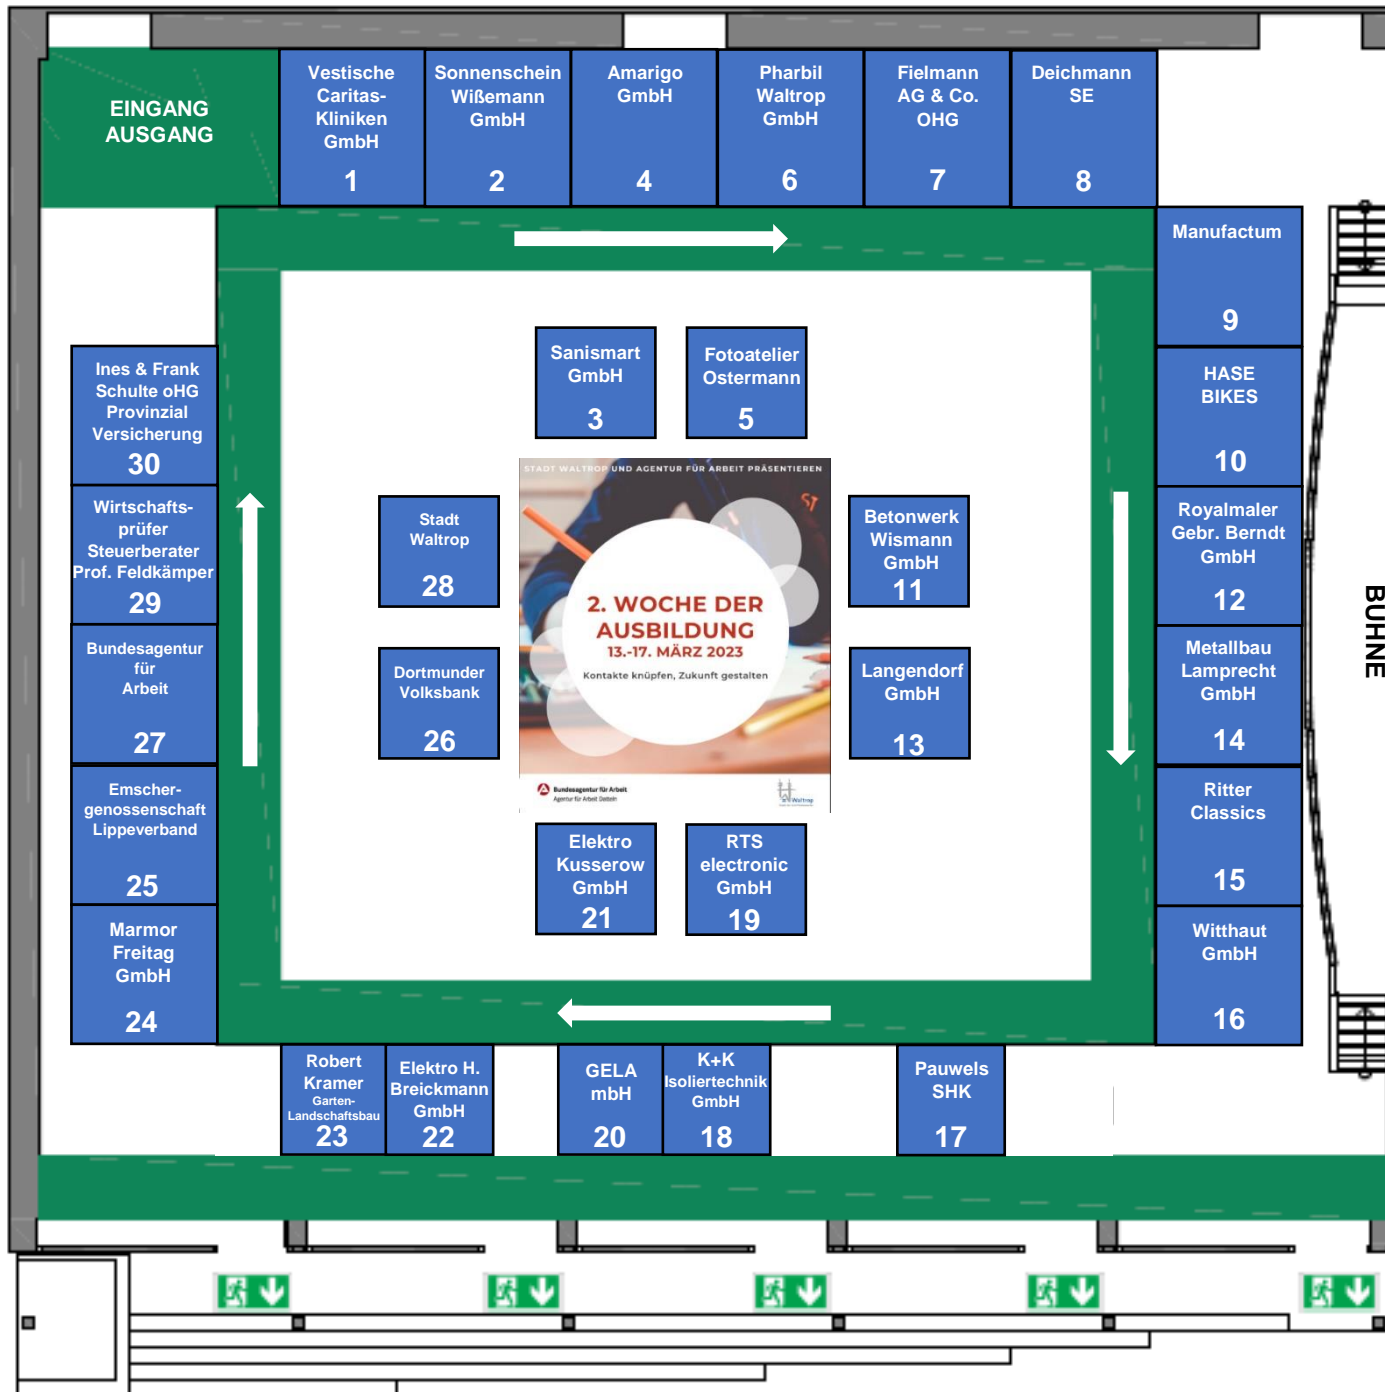 EINGANG
AUSGANG
Vestische
Caritas-
Kliniken
GmbH
1
Sonnenschein
Wißemann
GmbH
2
Amarigo
GmbH
4
Pharbil
Waltrop
GmbH
6
Fielmann
AG & Co.
OHG
7
Deichmann
SE
8
Manufactum
9
HASE
BIKES
10
Royalmaler
Gebr. Berndt
GmbH
12
Metallbau
Lamprecht
GmbH
14
Ritter
Classics
15
Witthaut
GmbH
16
BÜHNE
Sanismart
GmbH
3
Fotoatelier
Ostermann
5
Betonwerk
Wismann
GmbH
11
Langendorf
GmbH
13
STADT WALTROP UND AGENTUR FÜR ARBEIT PRÄSENTIEREN
2. WOCHE DER
AUSBILDUNG
13.-17. MÄRZ 2023
Kontakte knüpfen, Zukunft gestalten
Bundesagentur für Arbeit
Agentur für Arbeit
Waltrop
RTS
electronic
GmbH
19
Elektro
Kusserow
GmbH
21
Dortmunder
Volksbank
26
Stadt
Waltrop
28
Pauwels
SHK
17
K+K
Isoliertechnik
GmbH
18
GELA
mbH
20
Elektro H.
Breickmann
GmbH
22
Robert
Kramer
Garten-
Landschaftsbau
23
Marmor
Freitag
GmbH
24
Emscher-
genossenschaft
Lippeverband
25
Bundesagentur
für
Arbeit
27
Wirtschafts-
prüfer
Steuerberater
Prof. Feldkämper
29
Ines & Frank
Schulte oHG
Provinzial
Versicherung
30